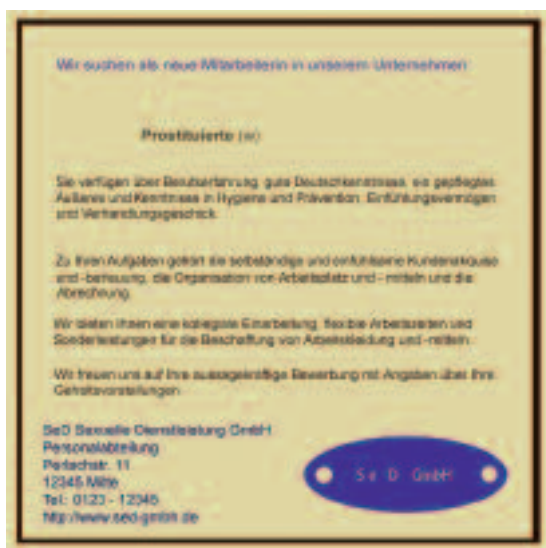 Wir suchen als neue Mitarbeiterin in unserem Unternehmen
Prostituierte (w)
Sie verfügen über Berufserfahrung, gute Deutschkenntnisse, ein gepflegtes
Äußeres und Kenntnisse in Hygiene und Prävention, Einfühlungsvermögen
und Verhandlungsgeschick.
Zu Ihren Aufgaben gehört die selbständige und einfühlsame Kundenakquise
und -betreuung, die Organisation von Arbeitsplatz und -mitteln und die
Abrechnung.
Wir bieten Ihnen eine kollegiale Einarbeitung, flexible Arbeitszeiten und
Sonderleistungen für die Beschaffung von Arbeitskleidung und -mitteln.
Wir freuen uns auf Ihre aussagekräftige Bewerbung mit Angaben über Ihre
Gehaltsvorstellungen
SeD Sexuelle Dienstleistung GmbH
Personalabteilung
Perlachstr. 11
12345 Mitte
Tel.: 0123 - 12345
http://www.sed-gmbh.de
S e D GmbH